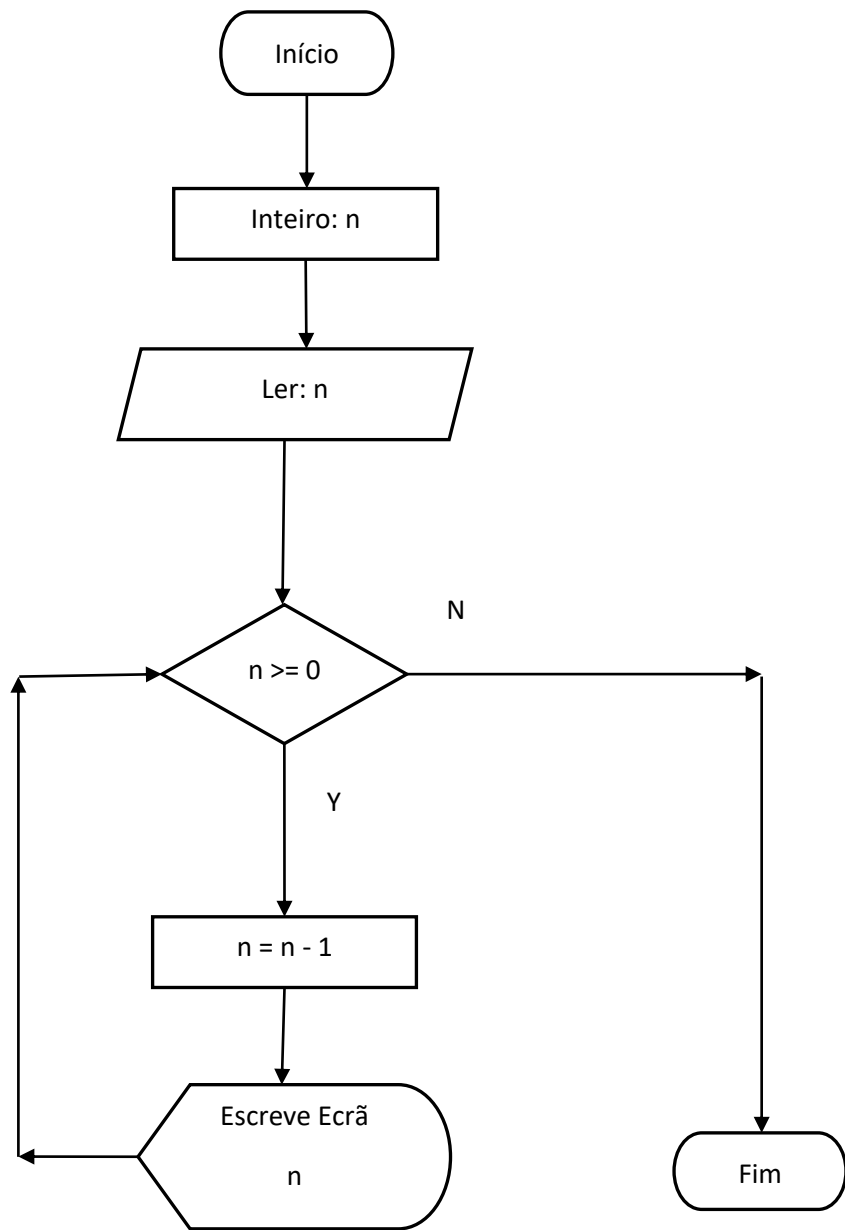 Início
Inteiro: n
Ler: n
N
n >= 0
Y
n = n - 1
Escreve Ecrã
n
Fim